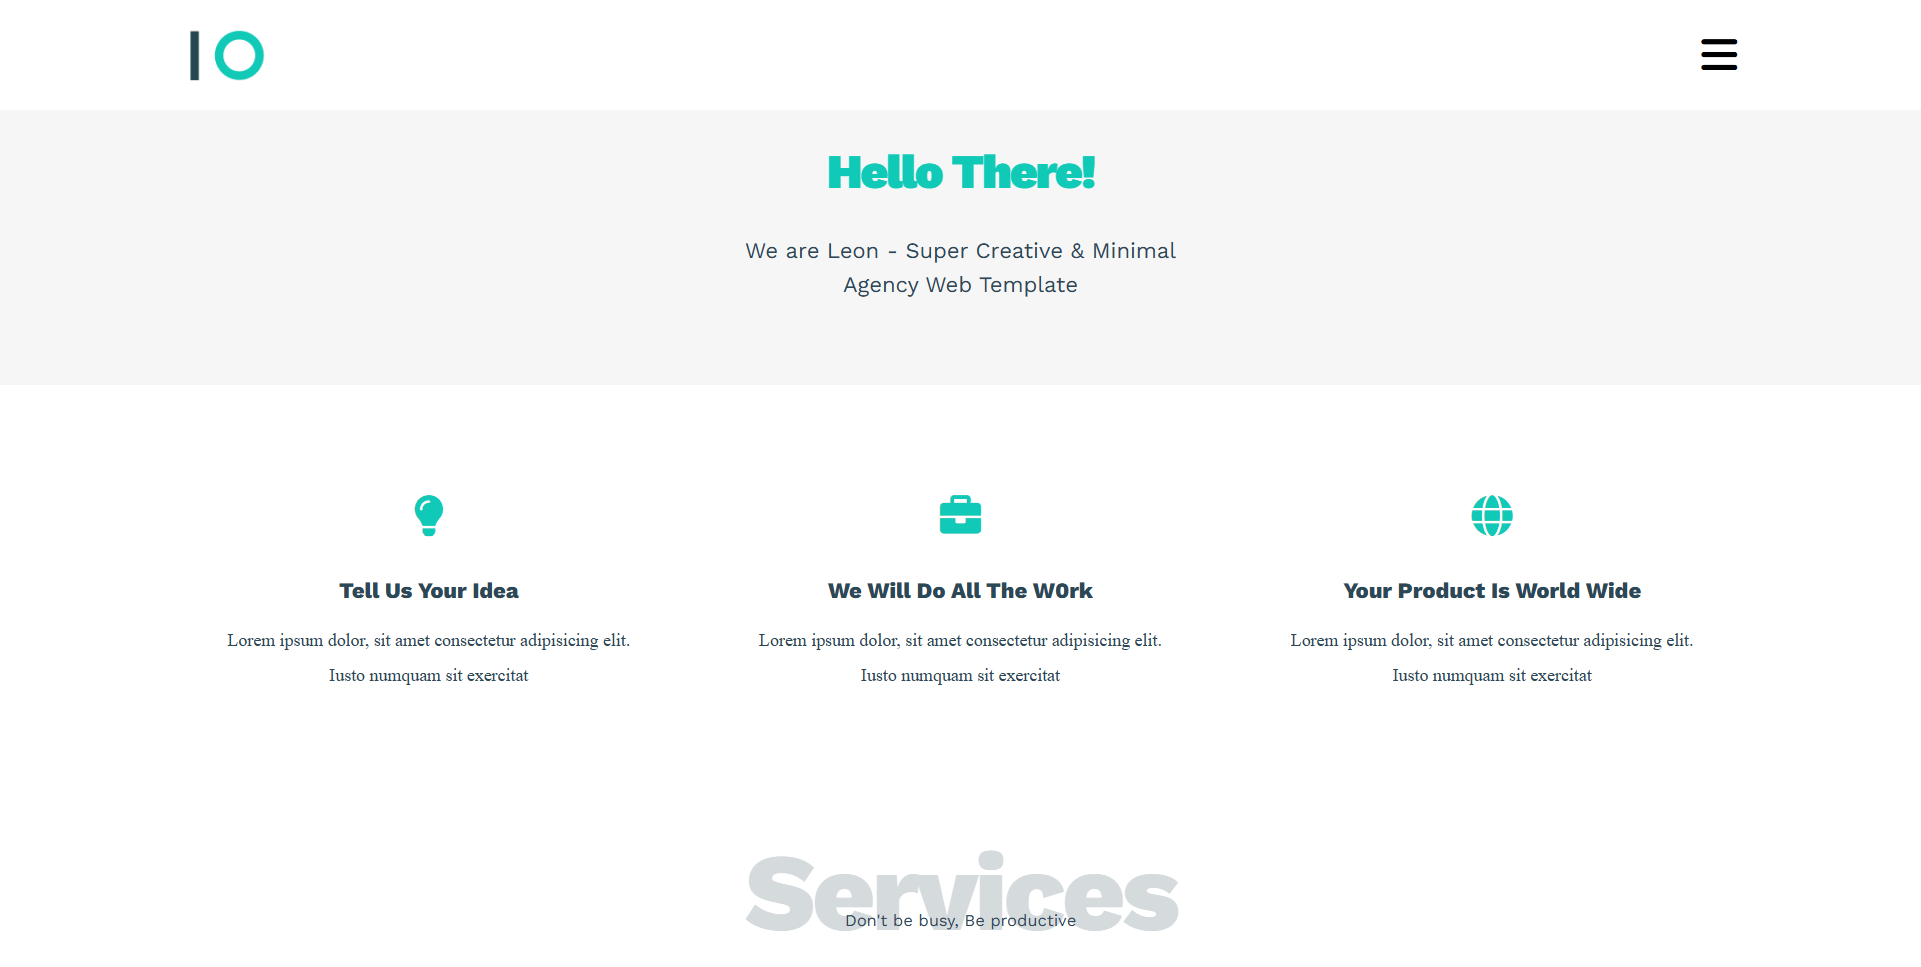 IO
Hello There!
We are Leon - Super Creative & Minimal
Agency Web Template
Tell Us Your Idea
Lorem ipsum dolor, sit amet consectetur adipisicing elit.
Iusto numquam sit exercitat
We Will Do All The W0rk
Lorem ipsum dolor, sit amet consectetur adipisicing elit.
Iusto numquam sit exercitat
Your Product Is World Wide
Lorem ipsum dolor, sit amet consectetur adipisicing elit.
Iusto numquam sit exercitat
Services
Don't be busy, Be productive